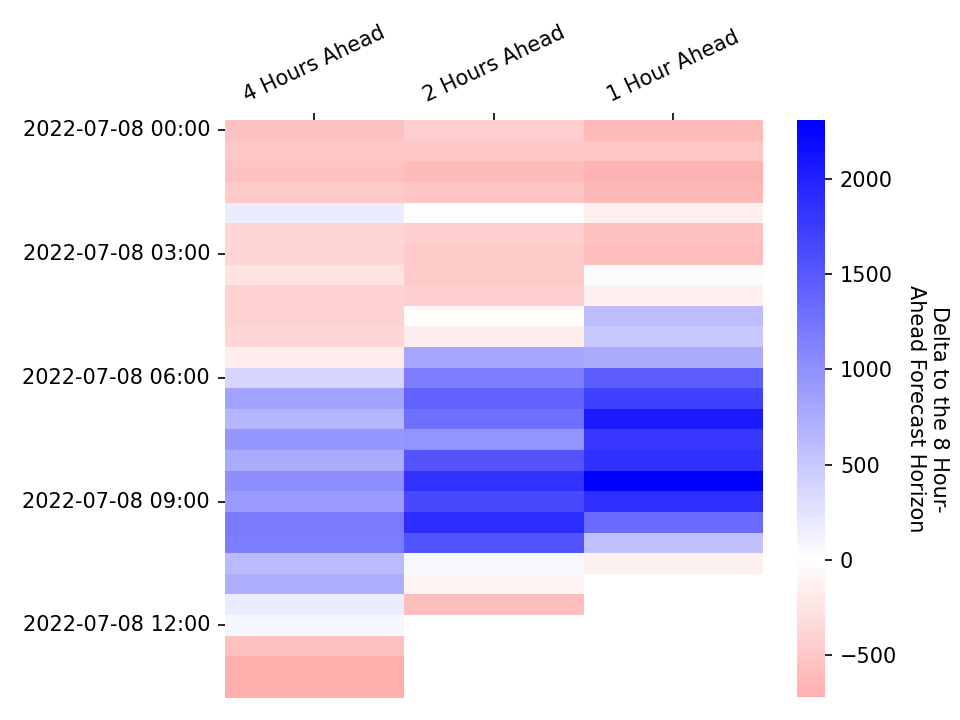 4 Hours Ahead
2 Hours Ahead
1 Hour Ahead
2022-07-08 00:00
2022-07-08 03:00
2022-07-08 06:00
2022-07-08 09:00
2022-07-08 12:00
2000
1500
1000
500
0
−500
Delta to the 8 Hour-
Ahead Forecast Horizon